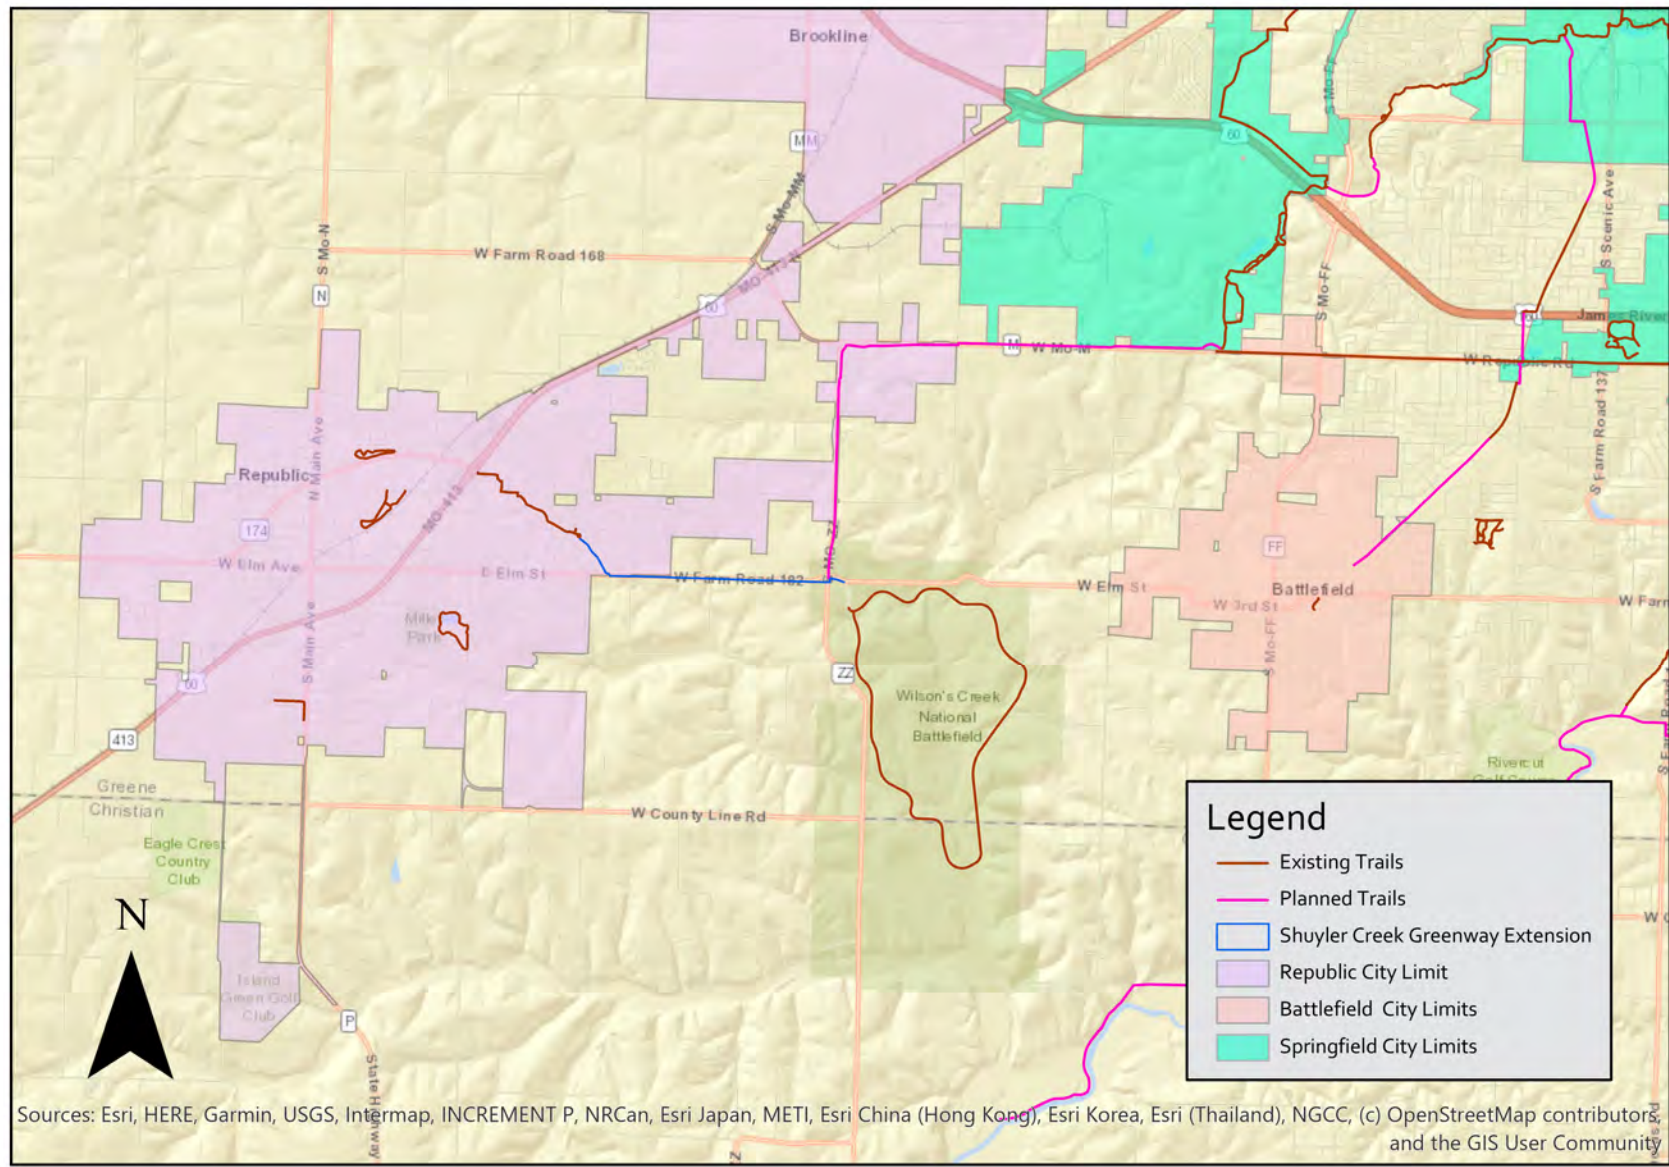 Brookline
S Mo-FF
60
MM
S Mo-MM
S Scenic Ave
S Mo-N
W Farm Road 168
N
60
S Mo-FF
James River
M
W Mo-M
W Republic Rd
N Main Ave
S Farm Road 137
Republic
MO-413
174
MO-ZZ
FF
W Elm Ave
E Elm St
W Farm Road 182
W Elm St
Battlefield
W 3rd St
W Farm
Park
S Main Ave
S Mo-FF
60
ZZ
Wilson's Creek
National
Battlefield
413
Rivercut
Greene
Christian
W County Line Rd
Eagle Crest
Country
Club
N
Island
Green Golf
Club
P
State Highway
Legend
Existing Trails
Planned Trails
Shuyler Creek Greenway Extension
Republic City Limit
Battlefield City Limits
Springfield City Limits
Sources: Esri, HERE, Garmin, USGS, Intermap, INCREMENT P, NRCan, Esri Japan, METI, Esri China (Hong Kong), Esri Korea, Esri (Thailand), NGCC, (c) OpenStreetMap contributors,
and the GIS User Community